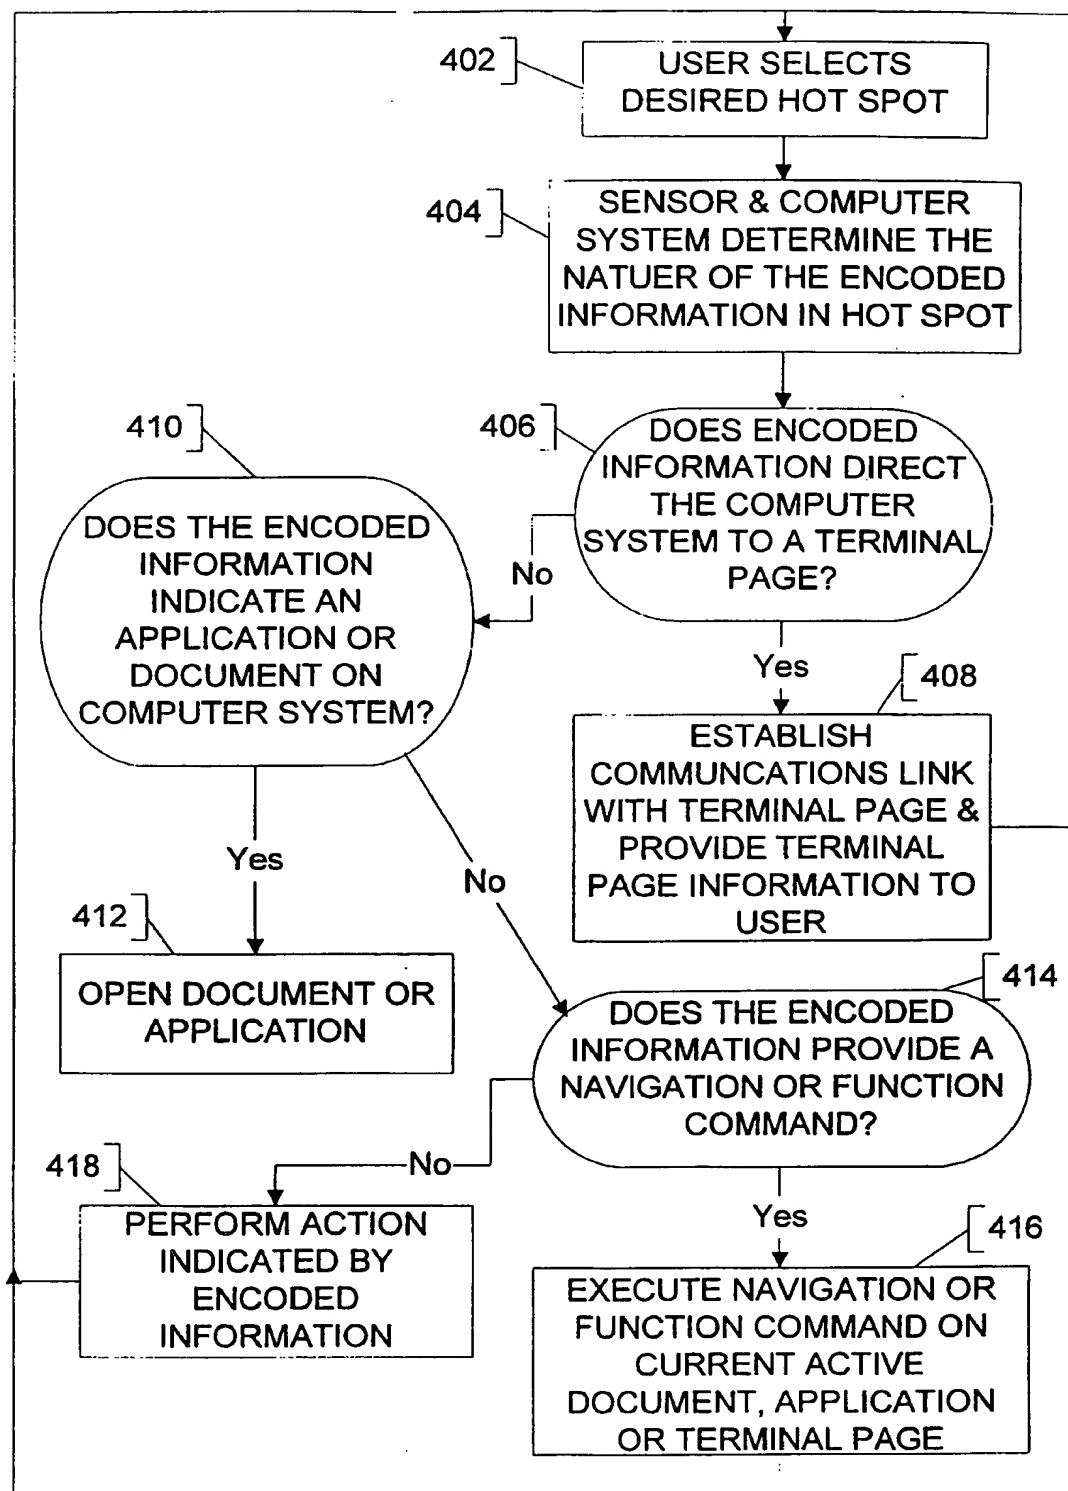 402
USER SELECTS
DESIRED HOT SPOT
404
SENSOR & COMPUTER
SYSTEM DETERMINE THE
NATUER OF THE ENCODED
INFORMATION IN HOT SPOT
406
DOES ENCODED
INFORMATION DIRECT
THE COMPUTER
SYSTEM TO A TERMINAL
PAGE?
No
Yes
410
DOES THE ENCODED
INFORMATION
INDICATE AN
APPLICATION OR
DOCUMENT ON
COMPUTER SYSTEM?
408
ESTABLISH
COMMUNCATIONS LINK
WITH TERMINAL PAGE &
PROVIDE TERMINAL
PAGE INFORMATION TO
USER
Yes
No
412
OPEN DOCUMENT OR
APPLICATION
414
DOES THE ENCODED
INFORMATION PROVIDE A
NAVIGATION OR FUNCTION
COMMAND?
No
Yes
418
PERFORM ACTION
INDICATED BY
ENCODED
INFORMATION
416
EXECUTE NAVIGATION OR
FUNCTION COMMAND ON
CURRENT ACTIVE
DOCUMENT, APPLICATION
OR TERMINAL PAGE